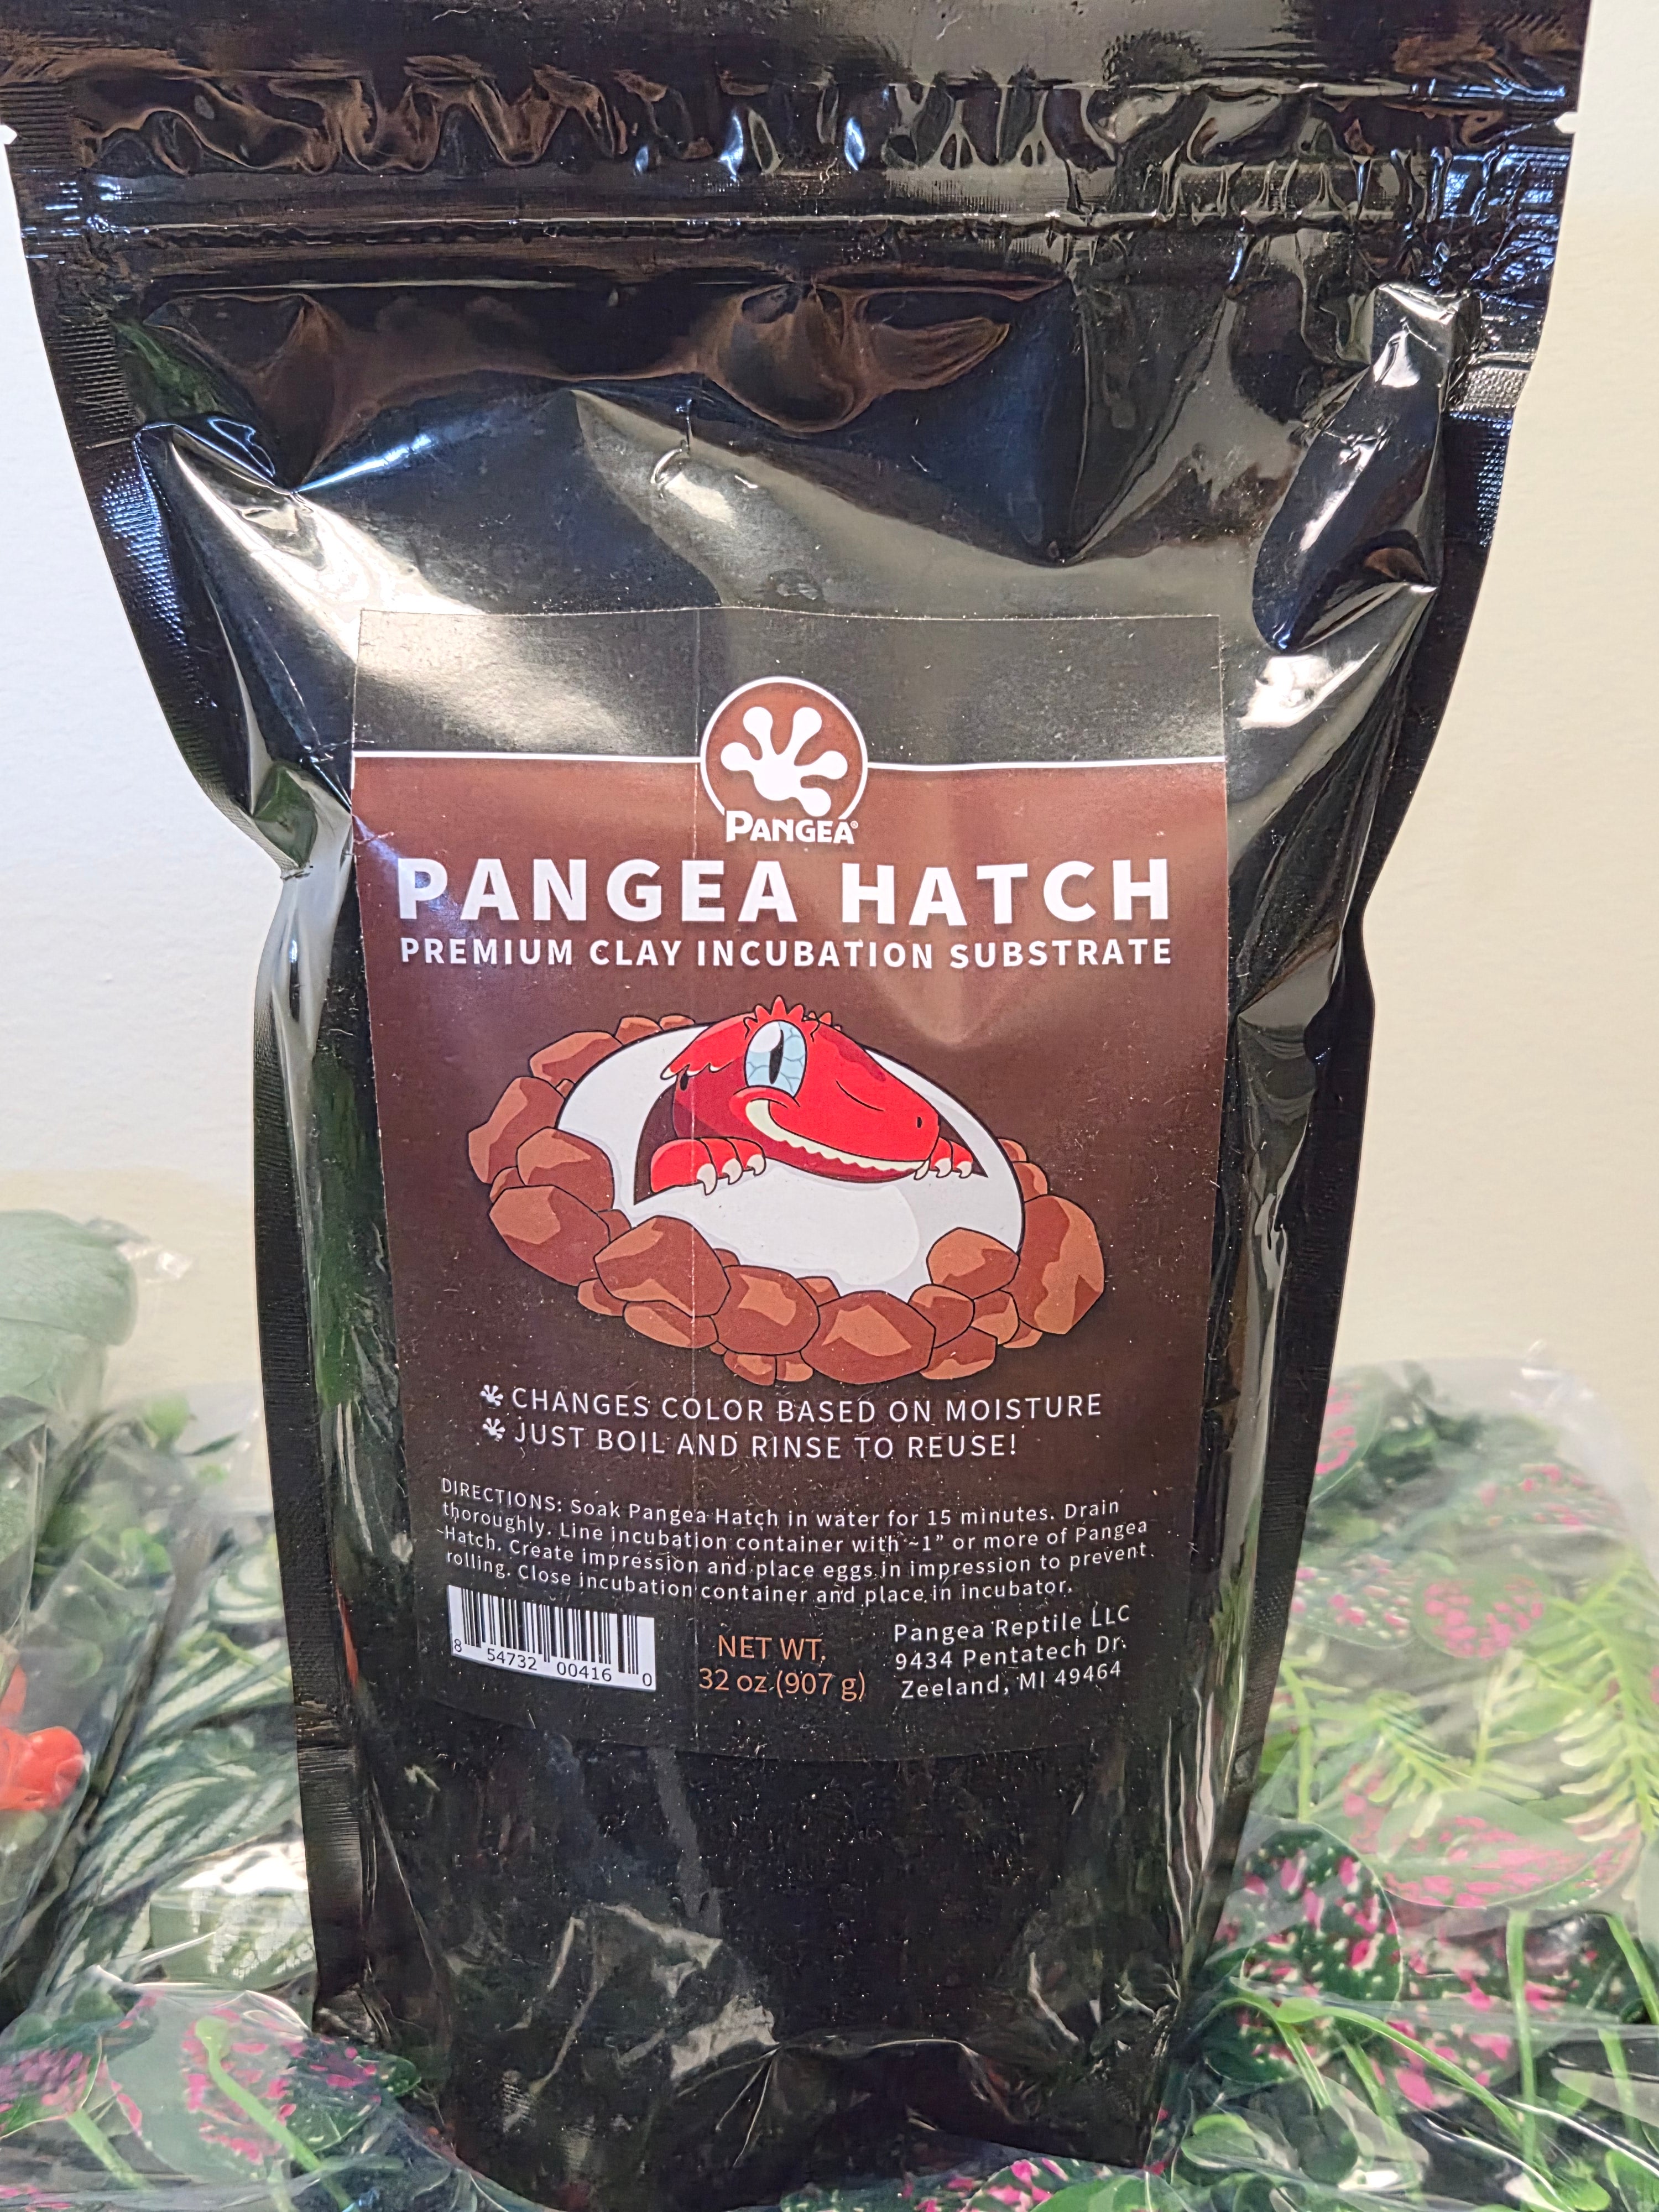 PANGEA®
PANGEA HATCH
PREMIUM CLAY INCUBATION SUBSTRATE
CHANGES COLOR BASED ON MOISTURE
JUST BOIL AND RINSE TO REUSE!
DIRECTIONS: Soak Pangea Hatch in water for 15 minutes. Drain
thoroughly. Line incubation container with ~1” or more of Pangea
Hatch. Create impression and place eggs in impression to prevent
rolling. Close incubation container and place in incubator.
8 54732 00416 0
NET WT.
32 oz (907 g)
Pangea Reptile LLC
9434 Pentatech Dr.
Zeeland, MI 49464